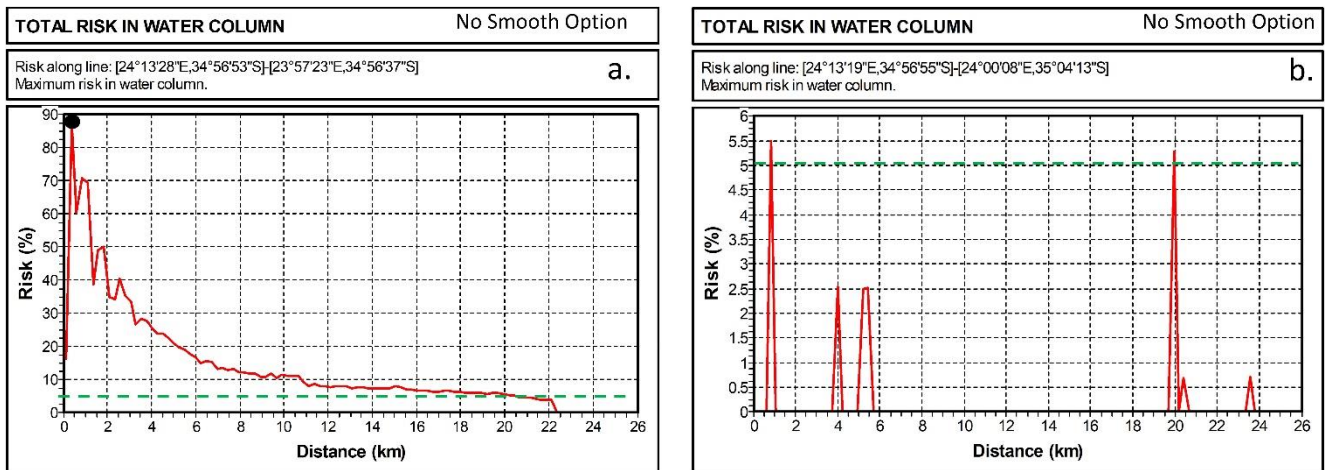 TOTAL RISK IN WATER COLUMN No Smooth Option
Risk along line: [24°13'28"E,34°56'53"S]-[23°57'23"E,34°56'37"S]
Maximum risk in water column.
a.
90
80
70
60
50
40
30
20
10
0
Risk (%)
0 2 4 6 8 10 12 14 16 18 20 22 24 26
Distance (km)
TOTAL RISK IN WATER COLUMN No Smooth Option
Risk along line: [24°13'19"E,34°56'55"S]-[24°00'08"E,35°04'13"S]
Maximum risk in water column.
b.
6
5.5
5
4.5
4
3.5
3
2.5
2
1.5
1
0.5
0
Risk (%)
0 2 4 6 8 10 12 14 16 18 20 22 24 26
Distance (km)